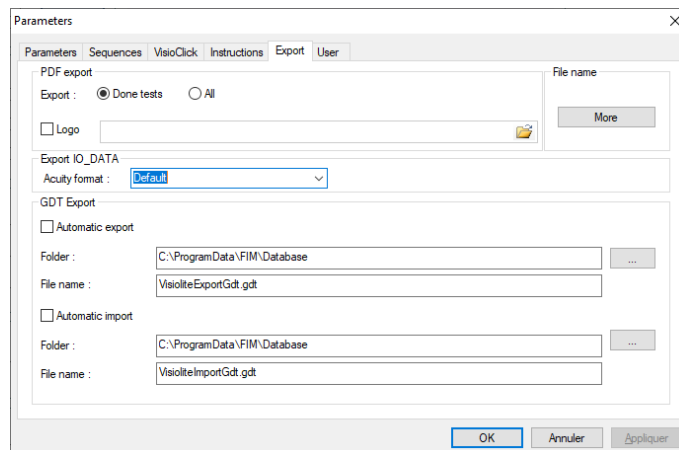 Parameters
Parameters Sequences VisioClick Instructions Export User
PDF export
File name
Export : Done tests All
More
Logo
Export IO_DATA
Acuity format : Default
GDT Export
Automatic export
Folder : C:\ProgramData\FIM\Database ...
File name : VisioliteExportGdt.gdt
Automatic import
Folder : C:\ProgramData\FIM\Database ...
File name : VisioliteImportGdt.gdt
OK Annuler Appliquer